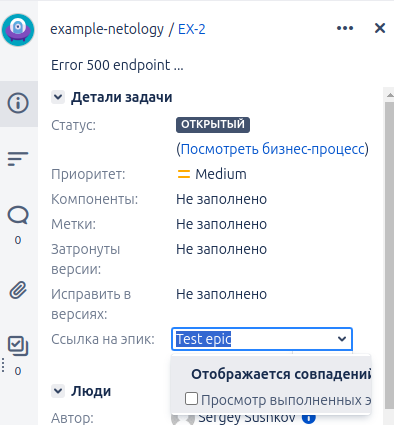 example-netology / EX-2
Error 500 endpoint ...
Детали задачи
Статус: ОТКРЫТЫЙ
(Посмотреть бизнес-процесс)
Приоритет: Medium
Компоненты: Не заполнено
Метки: Не заполнено
Затронуты версии: Не заполнено
Исправить в версиях: Не заполнено
Ссылка на эпик: Test epic
Отображается совпадений
Просмотр выполненных э
Люди
Автор: Sergey Sushkov
0
0